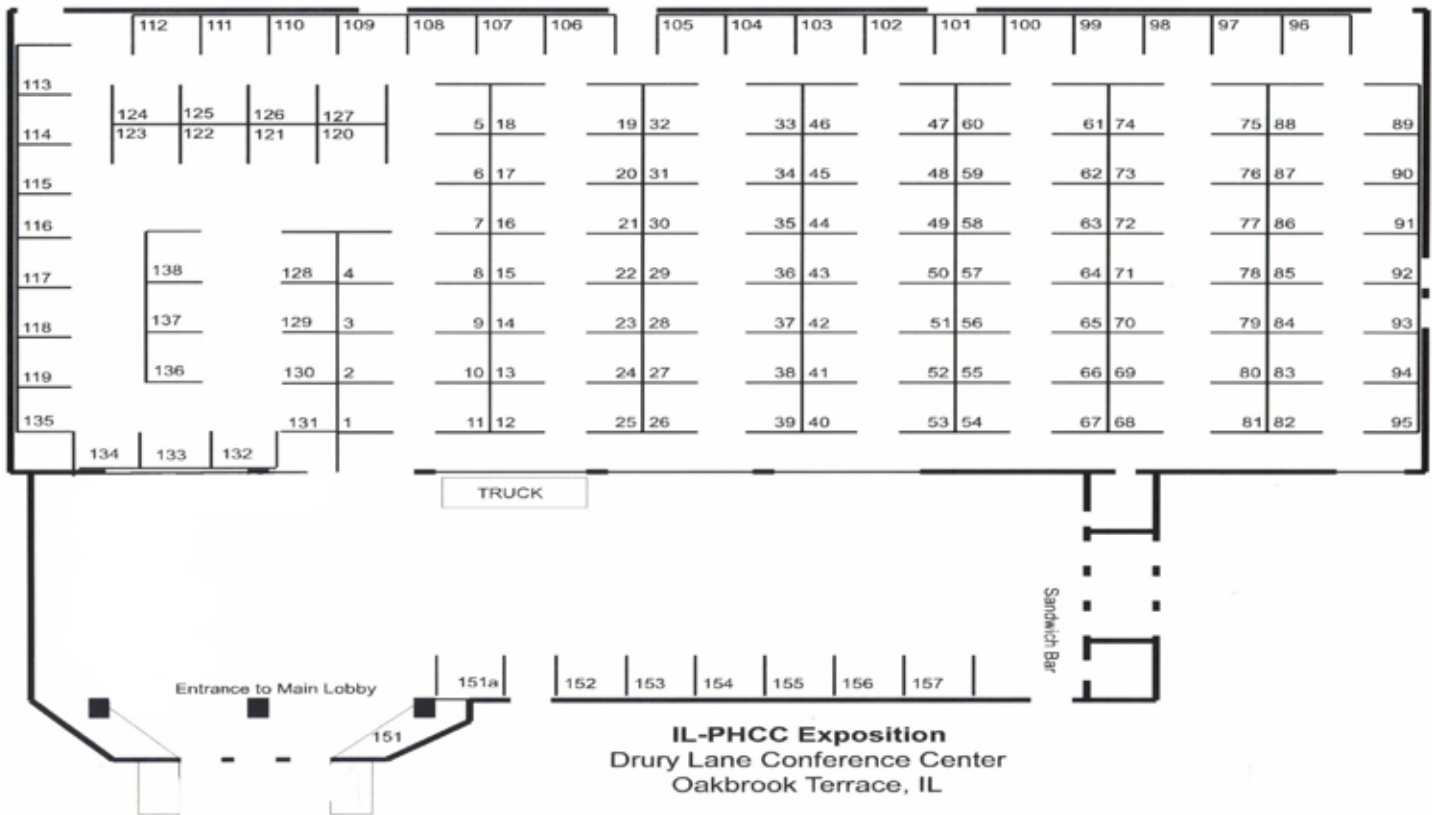 112 111 110 109 108 107 106 105 104 103 102 101 100 99 98 97 96
113
124 125 126 127
5 18 19 32 33 46 47 60 61 74 75 88 89
114 123 122 121 120
6 17 20 31 34 45 48 59 62 73 76 87 90
115
116 7 16 21 30 35 44 49 58 63 72 77 86 91
117 138 128 4 8 15 22 29 36 43 50 57 64 71 78 85 92
118 137 129 3 9 14 23 28 37 42 51 56 65 70 79 84 93
119 136 130 2 10 13 24 27 38 41 52 55 66 69 80 83 94
135 131 1 11 12 25 26 39 40 53 54 67 68 81 82 95
134 133 132
TRUCK
Sandwich Bar
Entrance to Main Lobby
151a 152 153 154 155 156 157
151
IL-PHCC Exposition
Drury Lane Conference Center
Oakbrook Terrace, IL